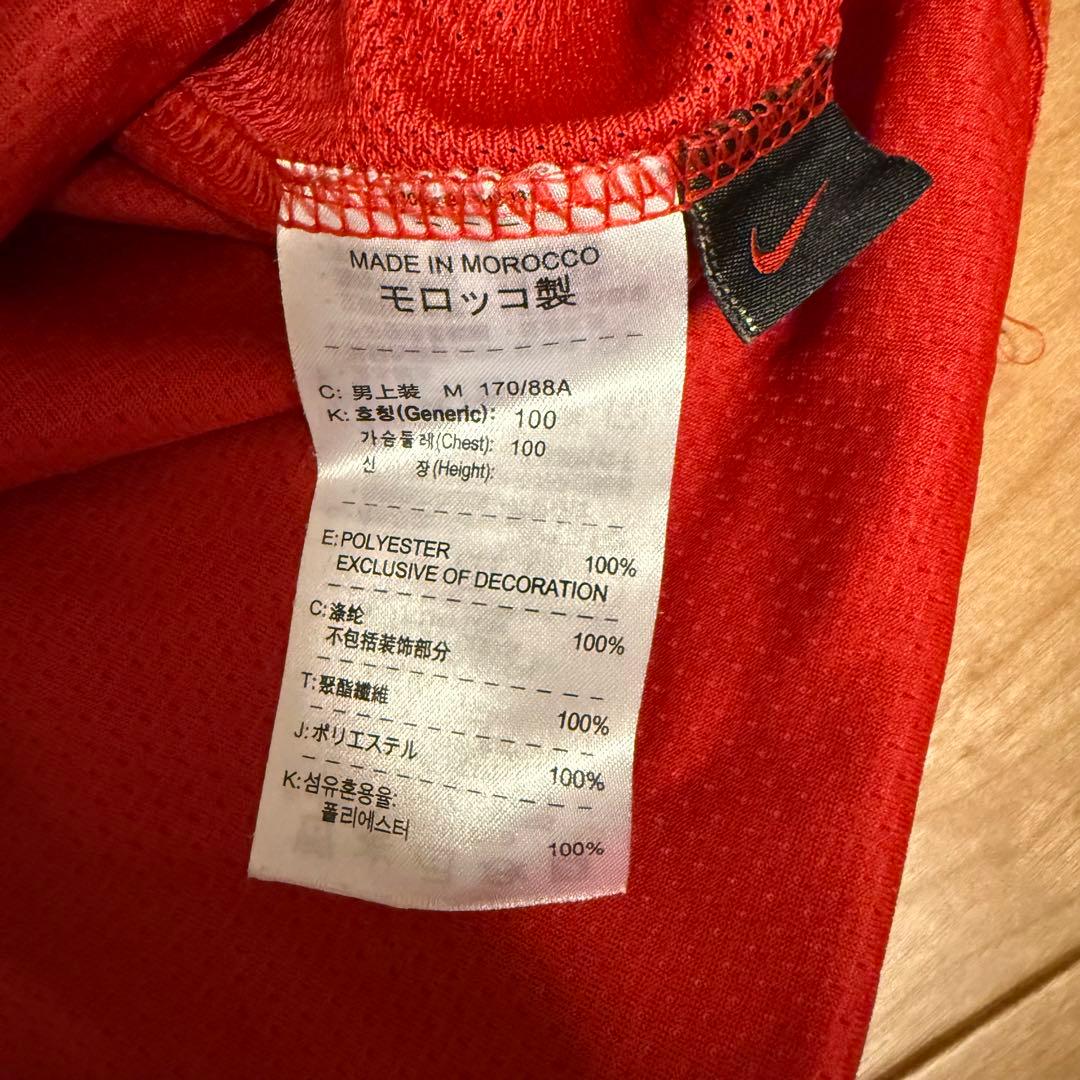 MADE IN MOROCCO
モロッコ製
C: 男上装 M 170/88A
K: 호칭(Generic): 100
가슴둘레(Chest): 100
신 장(Height):
E: POLYESTER 100%
EXCLUSIVE OF DECORATION
C: 涤纶 100%
不包括装饰部分
T: 聚酯纖維 100%
J: ポリエステル 100%
K: 섬유혼용율:
폴리에스터 100%